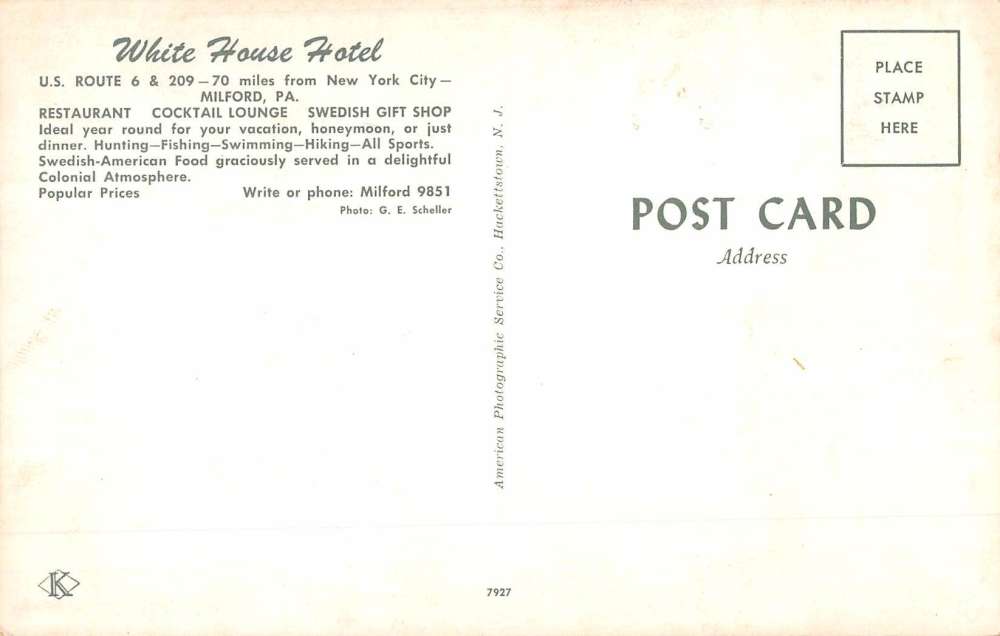 White House Hotel
U.S. ROUTE 6 & 209—70 miles from New York City—
MILFORD, PA.
RESTAURANT COCKTAIL LOUNGE SWEDISH GIFT SHOP
Ideal year round for your vacation, honeymoon, or just
dinner. Hunting—Fishing—Swimming—Hiking—All Sports.
Swedish-American Food graciously served in a delightful
Colonial Atmosphere.
Popular Prices Write or phone: Milford 9851
Photo: G. E. Scheller
American Photographic Service Co., Hackettstown, N. J.
PLACE
STAMP
HERE
POST CARD
Address
K
7927